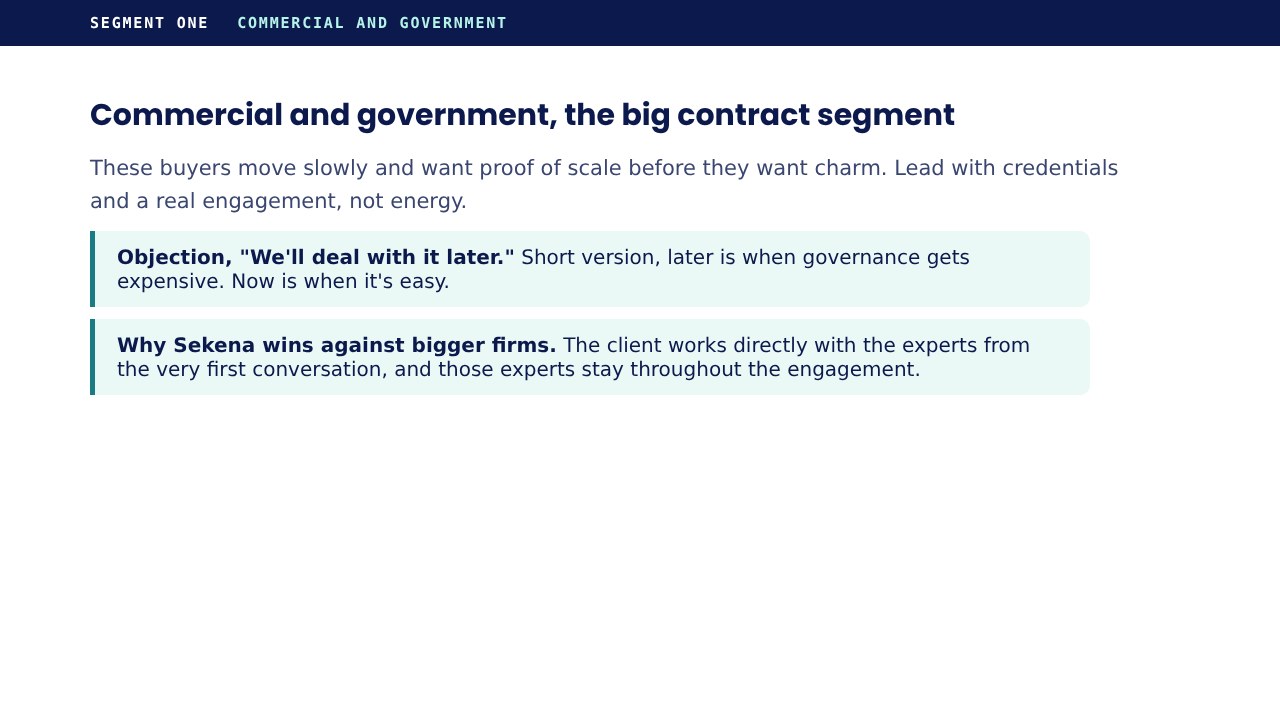 SEGMENT ONE COMMERCIAL AND GOVERNMENT
Commercial and government, the big contract segment
These buyers move slowly and want proof of scale before they want charm. Lead with credentials
and a real engagement, not energy.
Objection, "We'll deal with it later." Short version, later is when governance gets
expensive. Now is when it's easy.
Why Sekena wins against bigger firms. The client works directly with the experts from
the very first conversation, and those experts stay throughout the engagement.